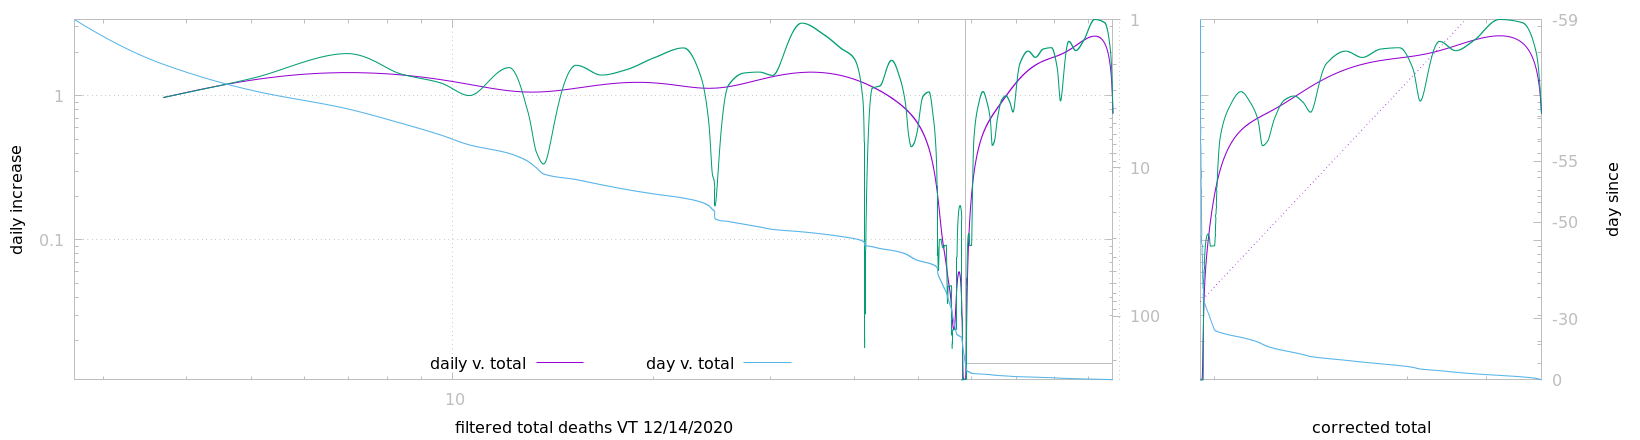 1
-59
1
daily increase
10
-55
day since
-50
0.1
100
-30
daily v. total
day v. total
0
10
filtered total deaths VT 12/14/2020
corrected total